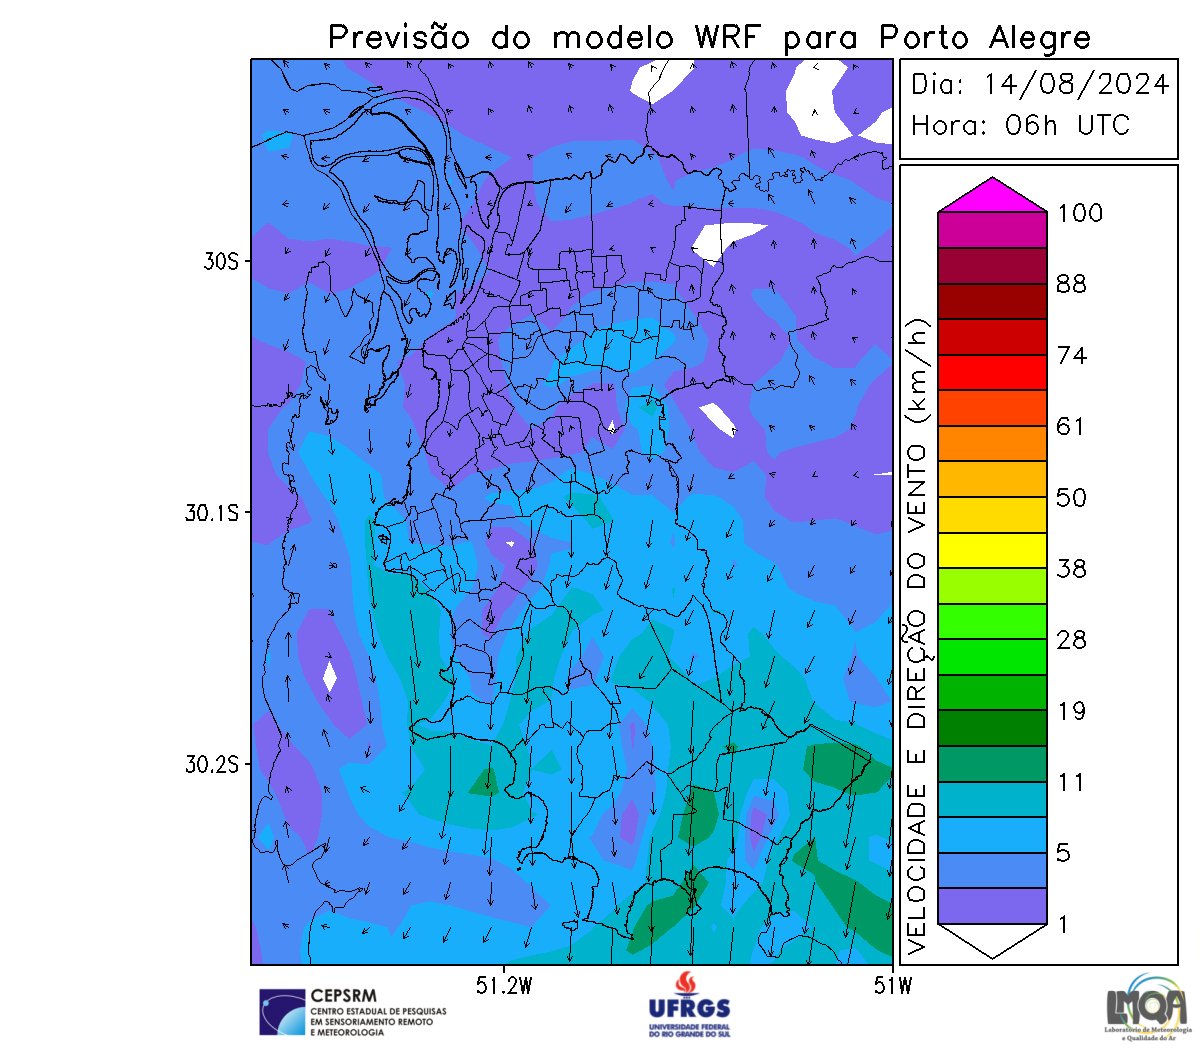 Previsão do modelo WRF para Porto Alegre
Dia: 14/08/2024
Hora: 06h UTC
30S
30.1S
30.2S
51.2W
51W
VELOCIDADE E DIREÇÃO DO VENTO (km/h)
100
88
74
61
50
38
28
19
11
5
1
CEPSRM
CENTRO ESTADUAL DE PESQUISAS
EM SENSORIAMENTO REMOTO
E METEOROLOGIA
UFRGS
UNIVERSIDADE FEDERAL
DO RIO GRANDE DO SUL
LMQA
Laboratório de Meteorologia
e Qualidade do Ar